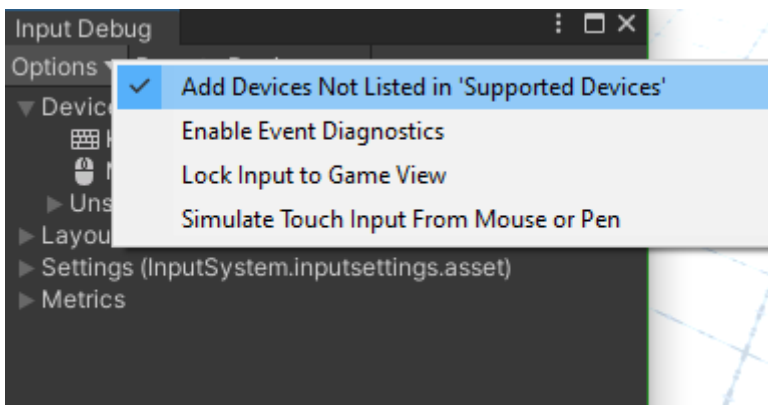 Input Debug
Options
Add Devices Not Listed in 'Supported Devices'
Enable Event Diagnostics
Lock Input to Game View
Simulate Touch Input From Mouse or Pen
Settings (InputSystem.inputsettings.asset)
Metrics